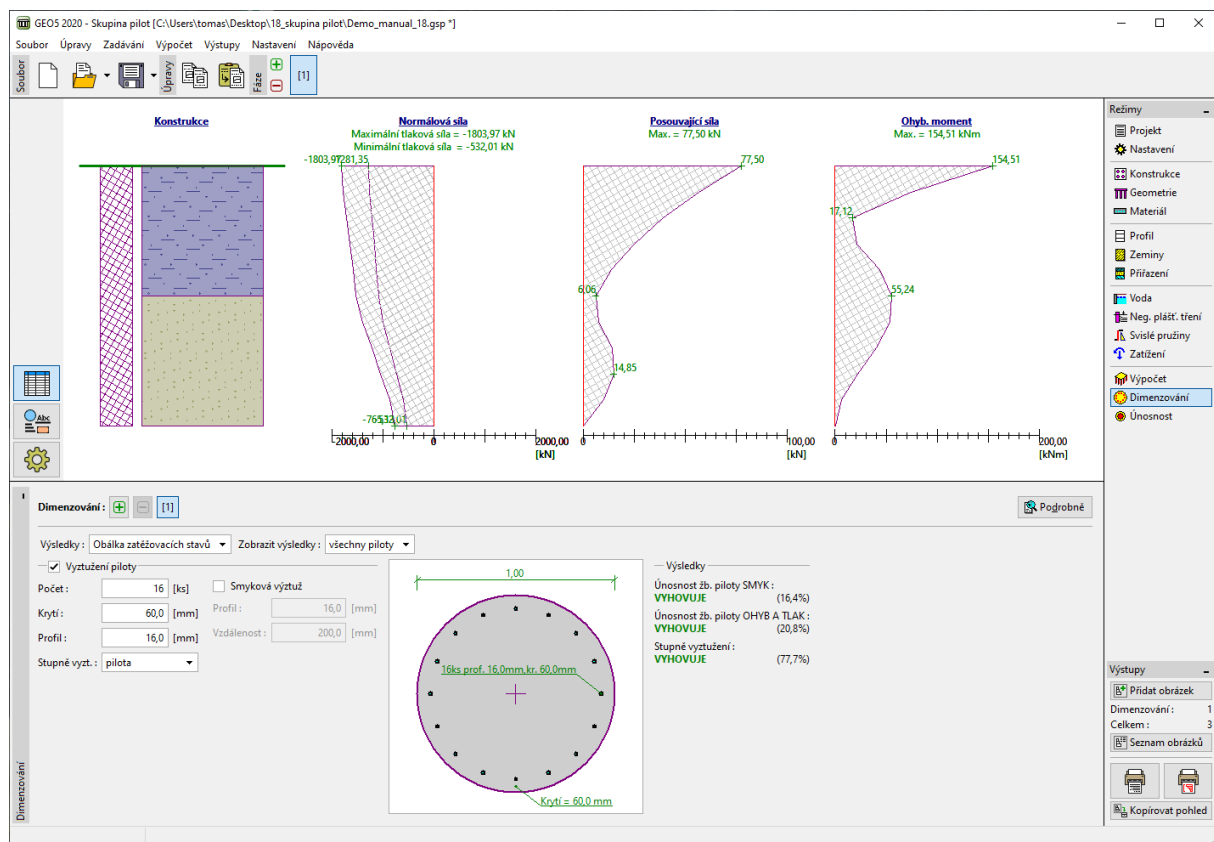 GEO5 2020 - Skupina pilot [C:\Users\tomas\Desktop\18_skupina pilot\Demo_manual_18.gsp *]
Soubor Úpravy Zadávání Výpočet Výstupy Nastavení Nápověda
Soubor
Úpravy
Fáze
[1]
Konstrukce
Normálová síla
Maximální tlaková síla = -1803,97 kN
Minimální tlaková síla = -532,01 kN
Posouvající síla
Max. = 77,50 kN
Ohyb. moment
Max. = 154,51 kNm
-1803,97
1281,35
77,50
154,51
17,12
6,06
55,24
14,85
-765,13
532,01
-2000,00 0 2000,00
[kN]
0 100,00
[kN]
0 200,00
[kNm]
Abc
Režimy
Projekt
Nastavení
Konstrukce
Geometrie
Materiál
Profil
Zeminy
Přiřazení
Voda
Neg. plášť. tření
Svislé pružiny
Zatížení
Výpočet
Dimenzování
Únosnost
Dimenzování : [1]
Podrobně
Výsledky : Obálka zatěžovacích stavů Zobrazit výsledky : všechny piloty
Vyztužení piloty
Počet : 16 [ks]
Krytí : 60,0 [mm]
Profil : 16,0 [mm]
Stupně vyzt. : pilota
Smyková výztuž
Profil : 16,0 [mm]
Vzdálenost : 200,0 [mm]
1,00
16ks prof. 16,0mm,kr. 60,0mm
Krytí = 60,0 mm
Výsledky
Únosnost žb. piloty SMYK :
VYHOVUJE (16,4%)
Únosnost žb. piloty OHYB A TLAK :
VYHOVUJE (20,8%)
Stupně vyztužení :
VYHOVUJE (77,7%)
Dimenzování
Výstupy
Přidat obrázek
Dimenzování : 1
Celkem : 3
Seznam obrázků
Kopírovat pohled